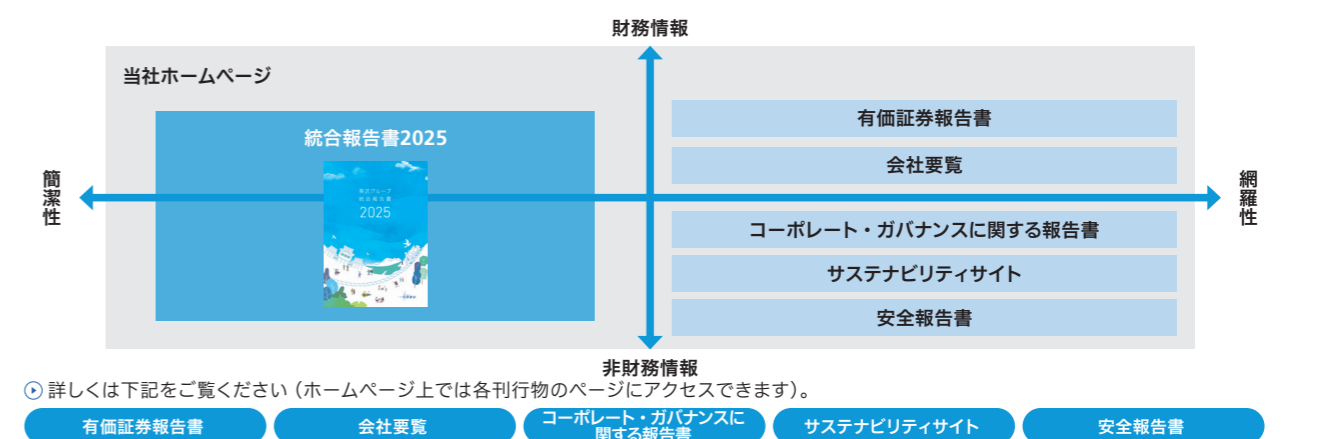 財務情報
当社ホームページ
統合報告書2025
統合報告書
2025
有価証券報告書
会社要覧
簡潔性
網羅性
コーポレート・ガバナンスに関する報告書
サステナビリティサイト
安全報告書
非財務情報
詳しくは下記をご覧ください（ホームページ上では各刊行物のページにアクセスできます）。
有価証券報告書
会社要覧
コーポレート・ガバナンスに
関する報告書
サステナビリティサイト
安全報告書